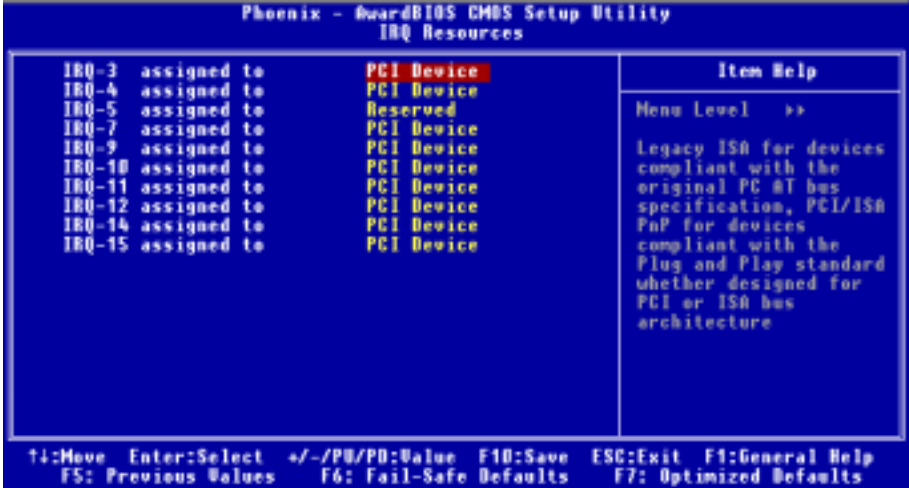 Phoenix - AwardBIOS CMOS Setup Utility
IRQ Resources
IRQ-3 assigned to PCI Device
IRQ-4 assigned to PCI Device
IRQ-5 assigned to Reserved
IRQ-7 assigned to PCI Device
IRQ-9 assigned to PCI Device
IRQ-10 assigned to PCI Device
IRQ-11 assigned to PCI Device
IRQ-12 assigned to PCI Device
IRQ-14 assigned to PCI Device
IRQ-15 assigned to PCI Device
Item Help
Menu Level ►►
Legacy ISA for devices
compliant with the
original PC AT bus
specification, PCI/ISA
PnP for devices
compliant with the
Plug and Play standard
whether designed for
PCI or ISA bus
architecture
↑↓:Move Enter:Select +/-/PU/PD:Value F10:Save ESC:Exit F1:General Help
F5: Previous Values F6: Fail-Safe Defaults F7: Optimized Defaults